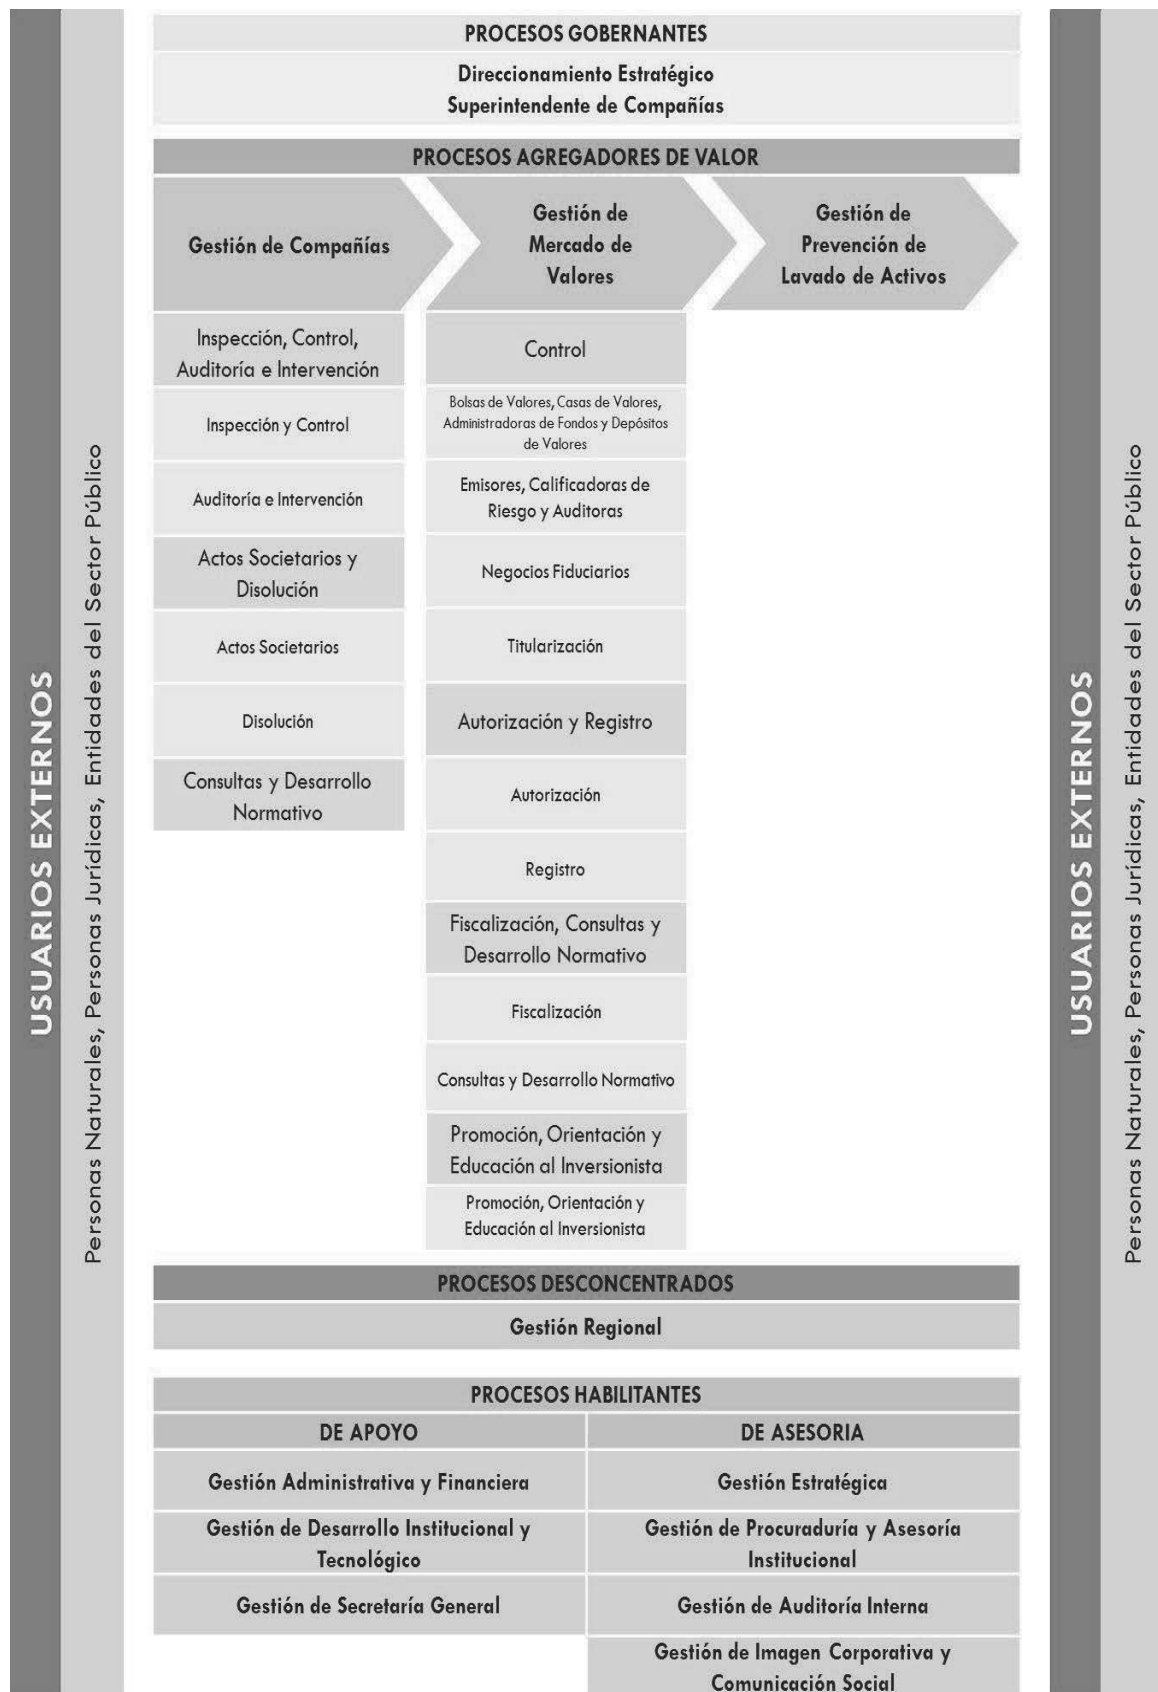 USUARIOS EXTERNOS
Personas Naturales, Personas Jurídicas, Entidades del Sector Público
PROCESOS GOBERNANTES
Direccionamiento Estratégico
Superintendente de Compañías
PROCESOS AGREGADORES DE VALOR
Gestión de Compañías
Inspección, Control,
Auditoría e Intervención
Inspección y Control
Auditoría e Intervención
Actos Societarios y
Disolución
Actos Societarios
Disolución
Consultas y Desarrollo
Normativo
Gestión de
Mercado de
Valores
Control
Bolsas de Valores, Casas de Valores,
Administradoras de Fondos y Depósitos
de Valores
Emisores, Calificadoras de
Riesgo y Auditoras
Negocios Fiduciarios
Titularización
Autorización y Registro
Autorización
Registro
Fiscalización, Consultas y
Desarrollo Normativo
Fiscalización
Consultas y Desarrollo Normativo
Promoción, Orientación y
Educación al Inversionista
Promoción, Orientación y
Educación al Inversionista
Gestión de
Prevención de
Lavado de Activos
PROCESOS DESCONCENTRADOS
Gestión Regional
PROCESOS HABILITANTES
DE APOYO
Gestión Administrativa y Financiera
Gestión de Desarrollo Institucional y
Tecnológico
Gestión de Secretaría General
DE ASESORIA
Gestión Estratégica
Gestión de Procuraduría y Asesoría
Institucional
Gestión de Auditoría Interna
Gestión de Imagen Corporativa y
Comunicación Social
USUARIOS EXTERNOS
Personas Naturales, Personas Jurídicas, Entidades del Sector Público